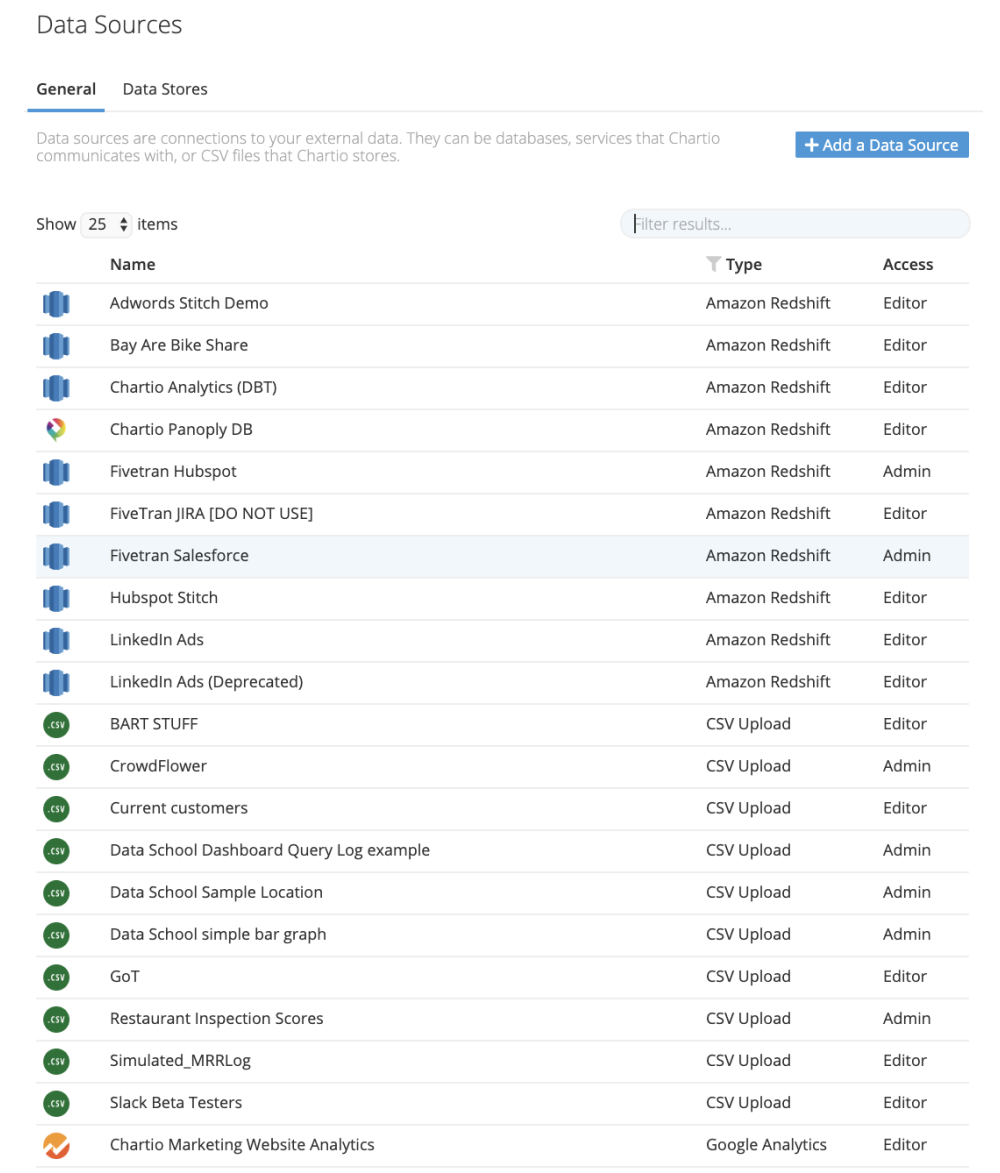 Data Sources
General Data Stores
Data sources are connections to your external data. They can be databases, services that Chartio
communicates with, or CSV files that Chartio stores.
Add a Data Source
Show 25 items
Filter results...
Name Type Access
Adwords Stitch Demo Amazon Redshift Editor
Bay Are Bike Share Amazon Redshift Editor
Chartio Analytics (DBT) Amazon Redshift Editor
Chartio Panoply DB Amazon Redshift Editor
Fivetran Hubspot Amazon Redshift Admin
FiveTran JIRA [DO NOT USE] Amazon Redshift Editor
Fivetran Salesforce Amazon Redshift Admin
Hubspot Stitch Amazon Redshift Editor
LinkedIn Ads Amazon Redshift Editor
LinkedIn Ads (Deprecated) Amazon Redshift Editor
.CSV BART STUFF CSV Upload Editor
.CSV CrowdFlower CSV Upload Admin
.CSV Current customers CSV Upload Editor
.CSV Data School Dashboard Query Log example CSV Upload Admin
.CSV Data School Sample Location CSV Upload Admin
.CSV Data School simple bar graph CSV Upload Admin
.CSV GoT CSV Upload Editor
.CSV Restaurant Inspection Scores CSV Upload Admin
.CSV Simulated_MRRLog CSV Upload Editor
.CSV Slack Beta Testers CSV Upload Editor
Chartio Marketing Website Analytics Google Analytics Editor